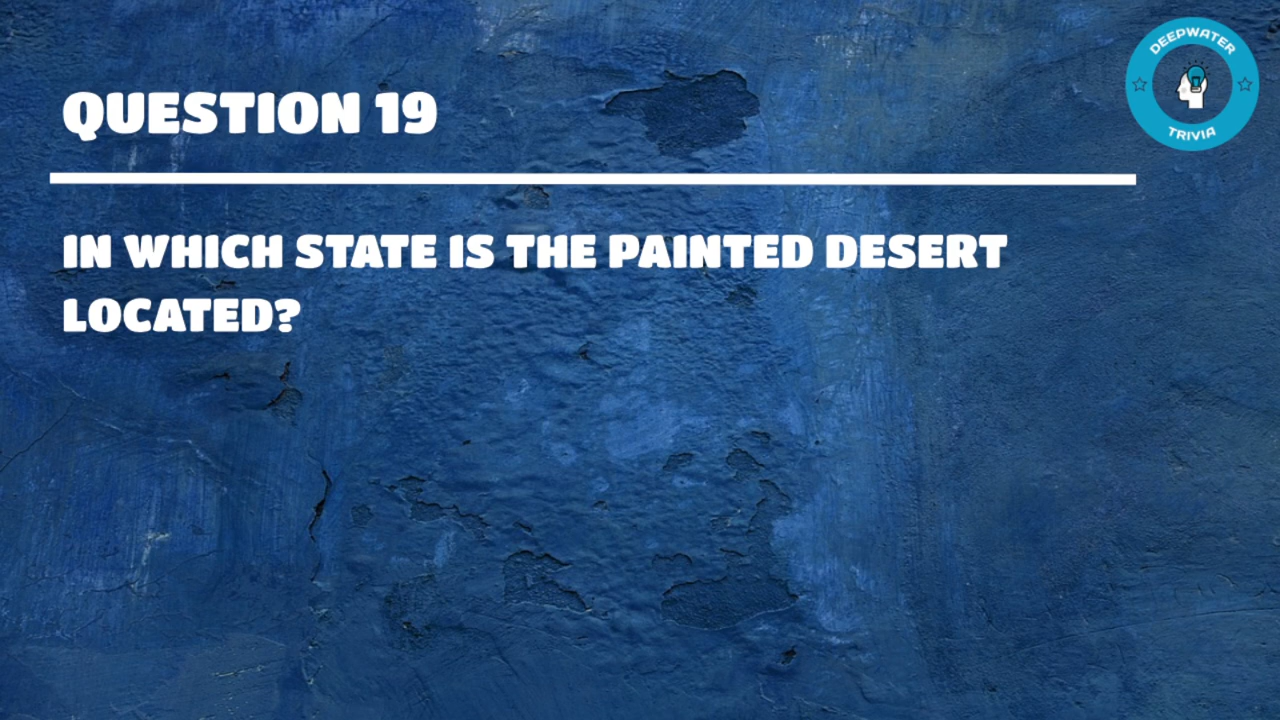 DEEPWATER
TRIVIA
QUESTION 19
IN WHICH STATE IS THE PAINTED DESERT
LOCATED?